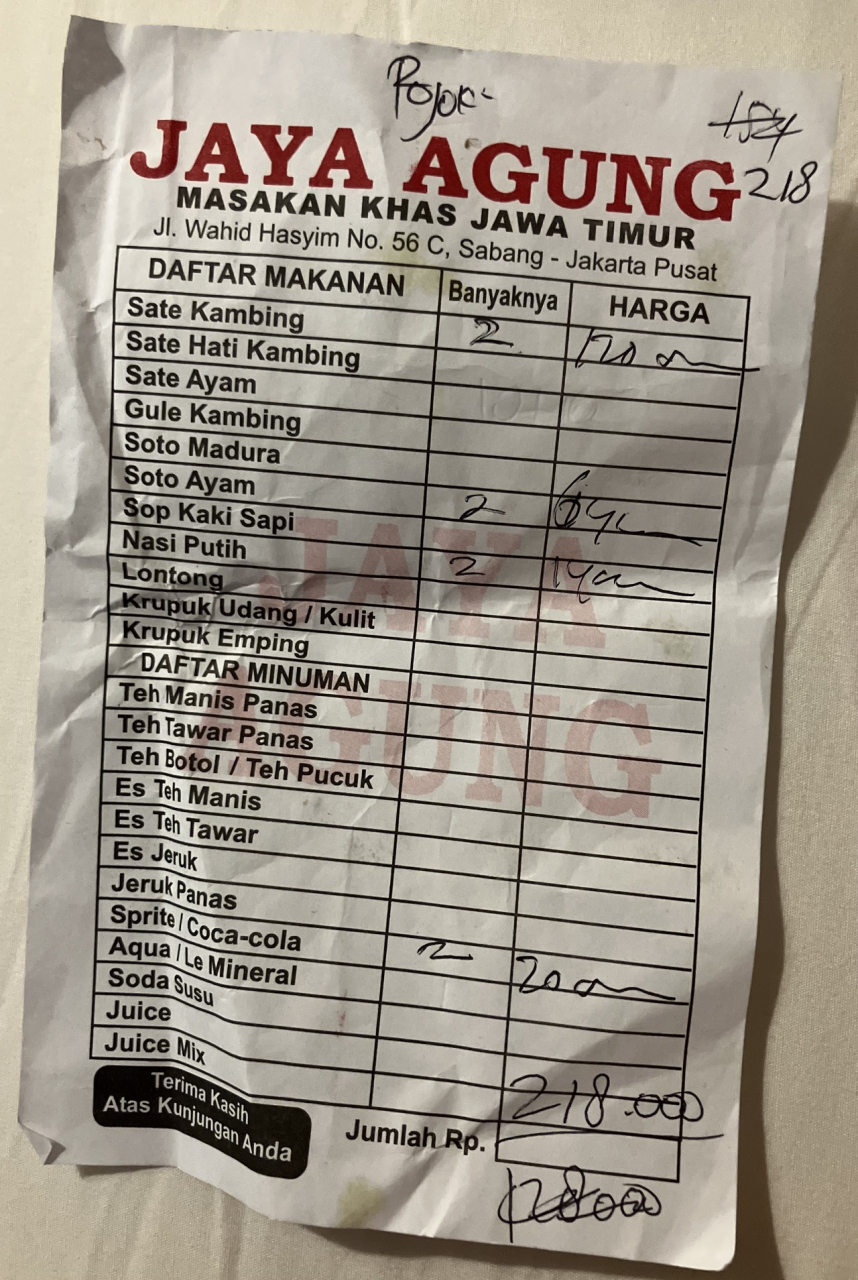 Pojok-
154
218
JAYA AGUNG
MASAKAN KHAS JAWA TIMUR
Jl. Wahid Hasyim No. 56 C, Sabang - Jakarta Pusat
DAFTAR MAKANAN Banyaknya HARGA
Sate Kambing 2 120
Sate Hati Kambing
Sate Ayam
Gule Kambing
Soto Madura
Soto Ayam 2 64
Sop Kaki Sapi
Nasi Putih 2 14
Lontong
Krupuk Udang / Kulit
Krupuk Emping
DAFTAR MINUMAN
Teh Manis Panas
Teh Tawar Panas
Teh Botol / Teh Pucuk
Es Teh Manis
Es Teh Tawar
Es Jeruk
Jeruk Panas
Sprite / Coca-cola 2 20
Aqua / Le Mineral
Soda Susu
Juice
Juice Mix
218.000
Terima Kasih
Atas Kunjungan Anda
Jumlah Rp.
JAYA
AGUNG